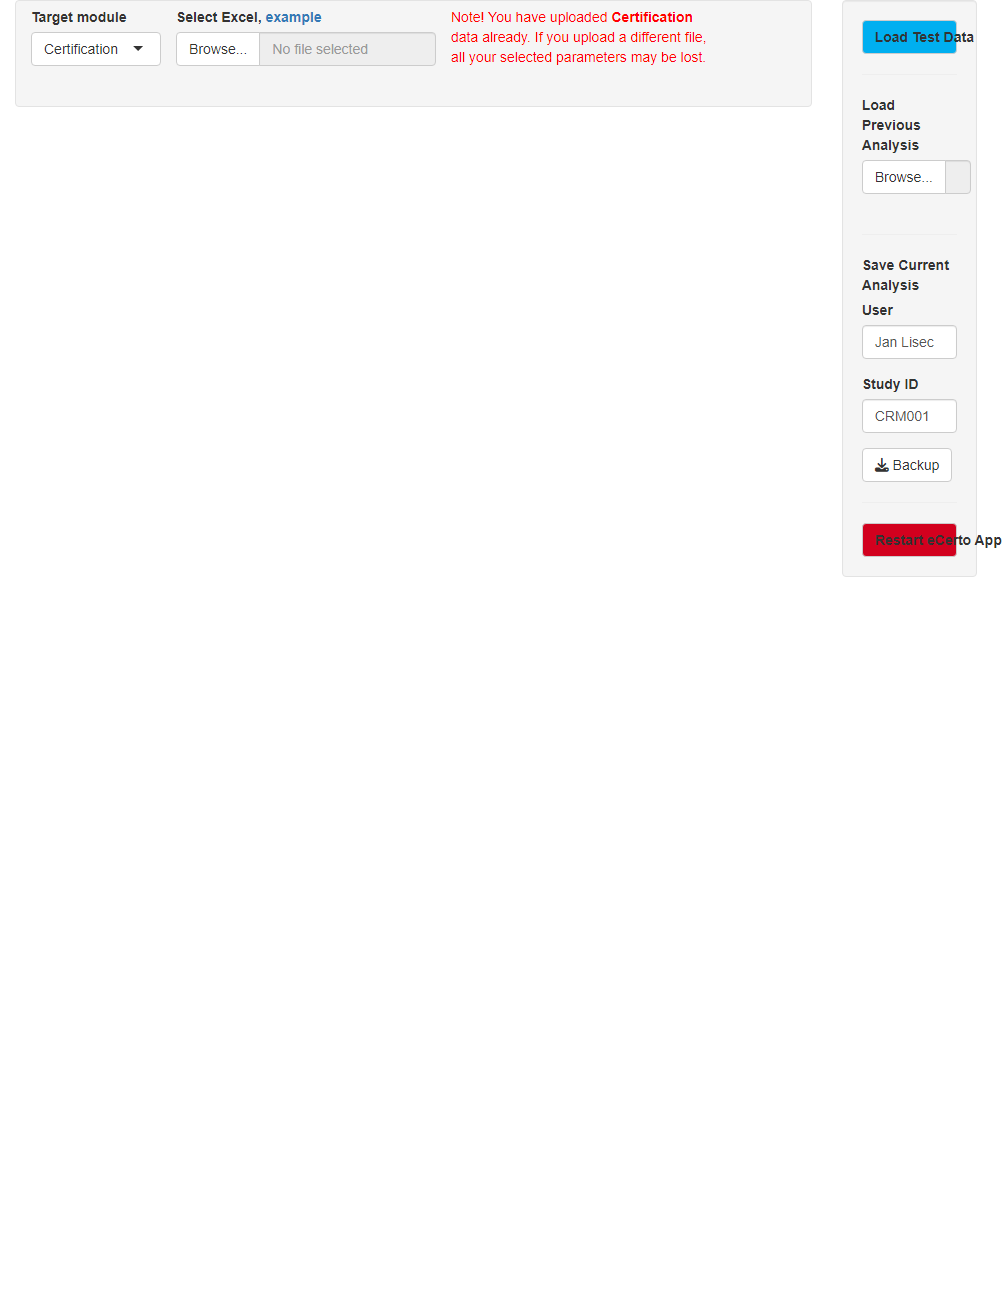 Target module
Certification
Select Excel, example
Browse... No file selected
Note! You have uploaded Certification
data already. If you upload a different file,
all your selected parameters may be lost.
Load Test Data
Load
Previous
Analysis
Browse...
Save Current
Analysis
User
Jan Lisec
Study ID
CRM001
Backup
Restart eCerto App